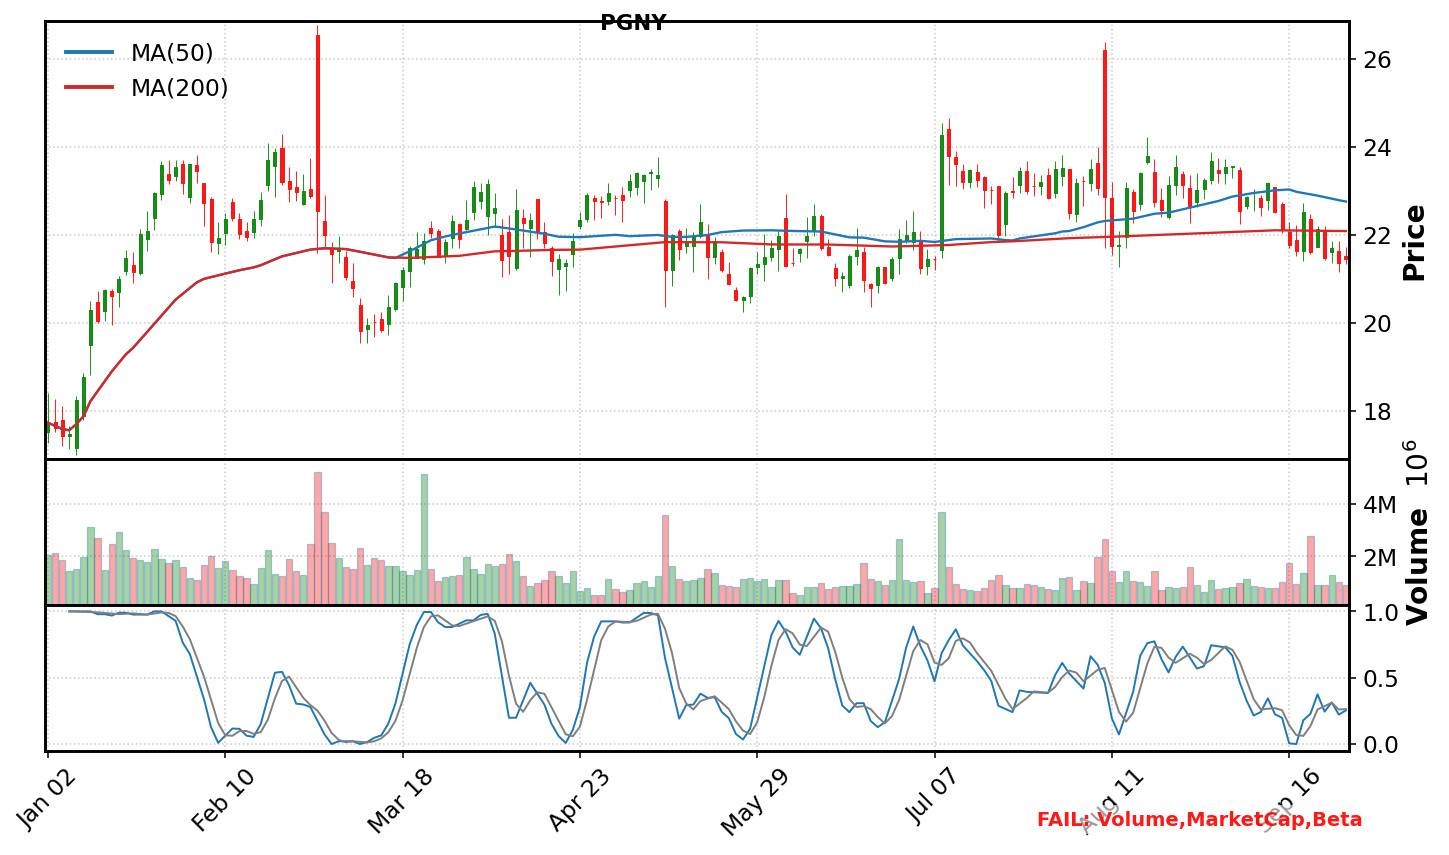 PGNY
MA(50)
MA(200)
26
24
22
20
18
Price
4M
2M
Volume 10^6
1.0
0.5
0.0
Jan 02
Feb 10
Mar 18
Apr 23
May 29
Jul 07
Aug 11
Sep 16
FAIL: Volume,MarketCap,Beta